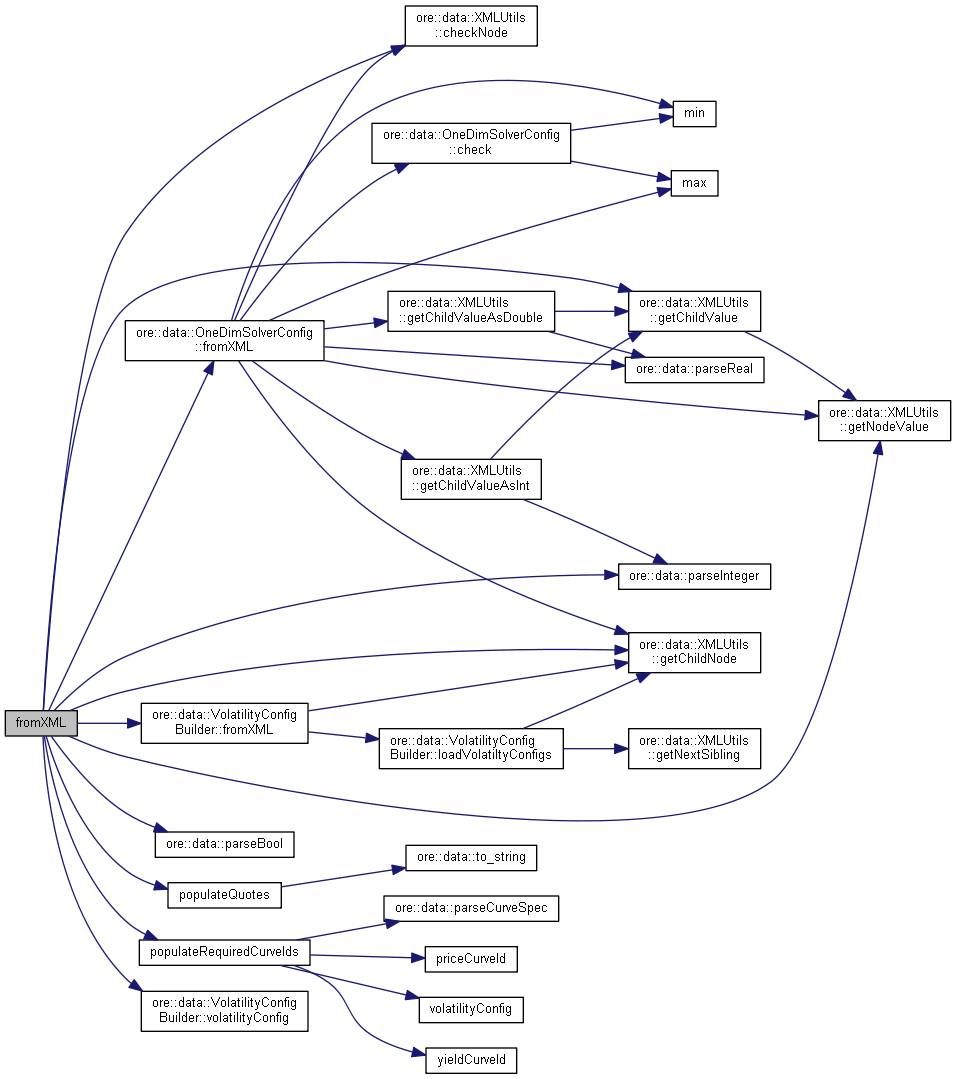 ore::data::XMLUtils
::checkNode
min
ore::data::OneDimSolverConfig
::check
max
ore::data::XMLUtils
::getChildValueAsDouble
ore::data::XMLUtils
::getChildValue
ore::data::OneDimSolverConfig
::fromXML
ore::data::parseReal
ore::data::XMLUtils
::getNodeValue
ore::data::XMLUtils
::getChildValueAsInt
ore::data::parseInteger
ore::data::XMLUtils
::getChildNode
fromXML
ore::data::VolatilityConfig
Builder::fromXML
ore::data::VolatilityConfig
Builder::loadVolatiltyConfigs
ore::data::XMLUtils
::getNextSibling
ore::data::parseBool
ore::data::to_string
populateQuotes
ore::data::parseCurveSpec
populateRequiredCurveIds
priceCurveId
ore::data::VolatilityConfig
Builder::volatilityConfig
volatilityConfig
yieldCurveId